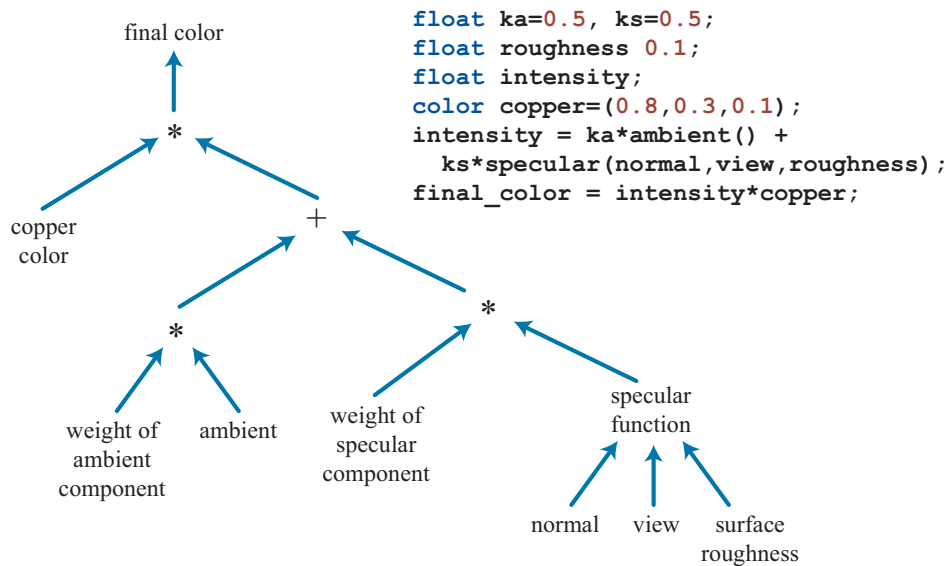 final color
*
copper
color
+
*
*
weight of
ambient
component
ambient
weight of
specular
component
specular
function
normal
view
surface
roughness
float ka=0.5, ks=0.5;
float roughness 0.1;
float intensity;
color copper=(0.8,0.3,0.1);
intensity = ka*ambient() +
ks*specular(normal,view,roughness);
final_color = intensity*copper;